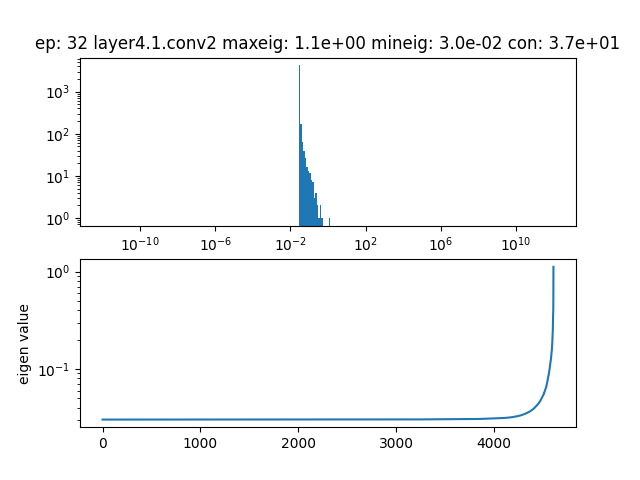 ep: 32 layer4.1.conv2 maxeig: 1.1e+00 mineig: 3.0e-02 con: 3.7e+01
10³
10²
10¹
10⁰
10⁻¹⁰ 10⁻⁶ 10⁻² 10² 10⁶ 10¹⁰
10⁰
10⁻¹
eigen value
0 1000 2000 3000 4000